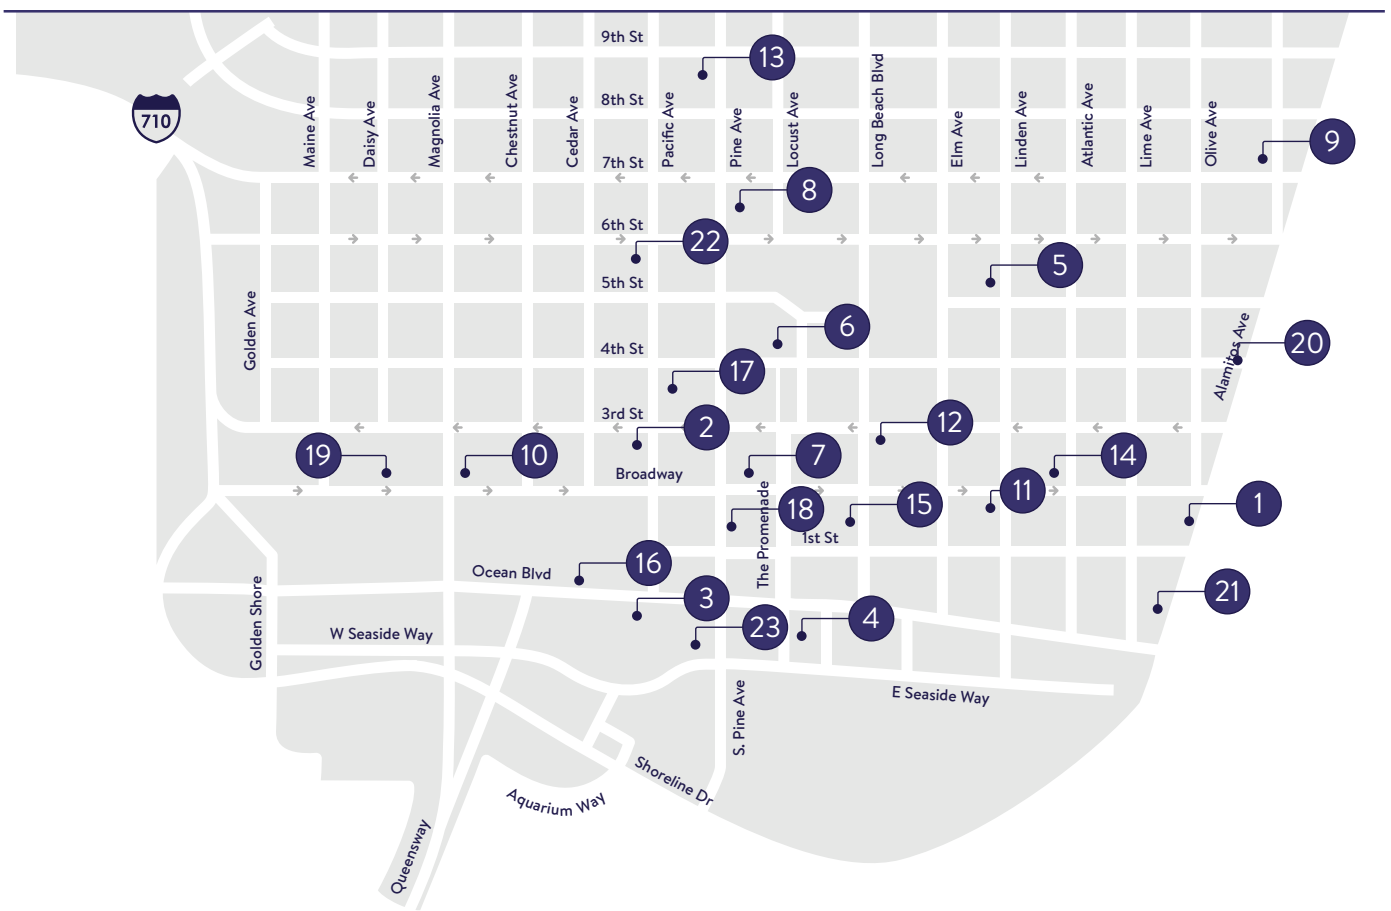 9th St
13
710
Maine Ave
Daisy Ave
Magnolia Ave
Chestnut Ave
Cedar Ave
8th St
Pacific Ave
Pine Ave
Locust Ave
Long Beach Blvd
Elm Ave
Linden Ave
Atlantic Ave
Lime Ave
Olive Ave
9
7th St
8
6th St
22
5
5th St
Golden Ave
6
Alamitos Ave
20
4th St
17
3rd St
2
12
19
10
Broadway
7
14
The Promenade
18
15
11
1
1st St
16
Ocean Blvd
Golden Shore
3
21
W Seaside Way
23
4
E Seaside Way
S. Pine Ave
Shoreline Dr
Aquarium Way
Queensway